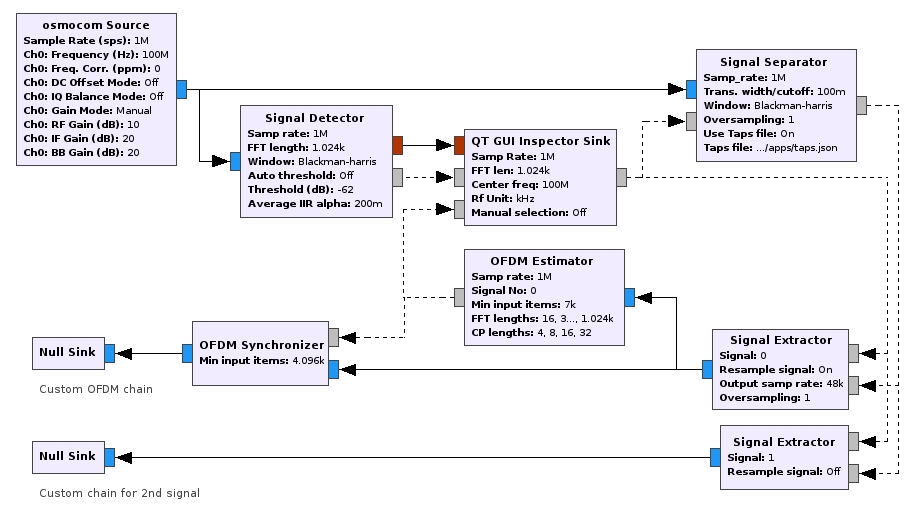 osmocom Source
Sample Rate (sps): 1M
Ch0: Frequency (Hz): 100M
Ch0: Freq. Corr. (ppm): 0
Ch0: DC Offset Mode: Off
Ch0: IQ Balance Mode: Off
Ch0: Gain Mode: Manual
Ch0: RF Gain (dB): 10
Ch0: IF Gain (dB): 20
Ch0: BB Gain (dB): 20
Signal Detector
Samp rate: 1M
FFT length: 1.024k
Window: Blackman-harris
Auto threshold: Off
Threshold (dB): -62
Average IIR alpha: 200m
QT GUI Inspector Sink
Samp Rate: 1M
FFT len: 1.024k
Center freq: 100M
Rf Unit: kHz
Manual selection: Off
Signal Separator
Samp_rate: 1M
Trans. width/cutoff: 100m
Window: Blackman-harris
Oversampling: 1
Use Taps file: On
Taps file: .../apps/taps.json
OFDM Estimator
Samp rate: 1M
Signal No: 0
Min input items: 7k
FFT lengths: 16, 3..., 1.024k
CP lengths: 4, 8, 16, 32
Null Sink
OFDM Synchronizer
Min input items: 4.096k
Signal Extractor
Signal: 0
Resample signal: On
Output samp rate: 48k
Oversampling: 1
Custom OFDM chain
Null Sink
Signal Extractor
Signal: 1
Resample signal: Off
Custom chain for 2nd signal